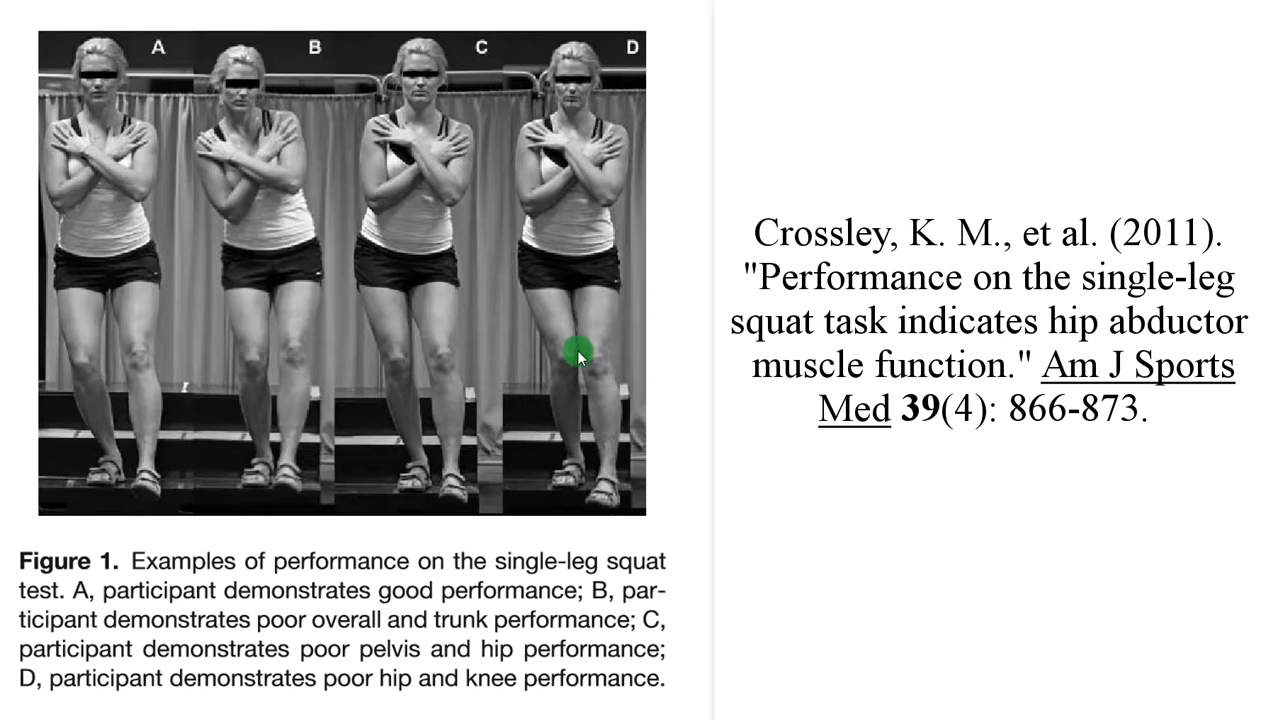 A B C D
Figure 1. Examples of performance on the single-leg squat
test. A, participant demonstrates good performance; B, par-
ticipant demonstrates poor overall and trunk performance; C,
participant demonstrates poor pelvis and hip performance;
D, participant demonstrates poor hip and knee performance.
Crossley, K. M., et al. (2011).
"Performance on the single-leg
squat task indicates hip abductor
muscle function." Am J Sports
Med 39(4): 866-873.